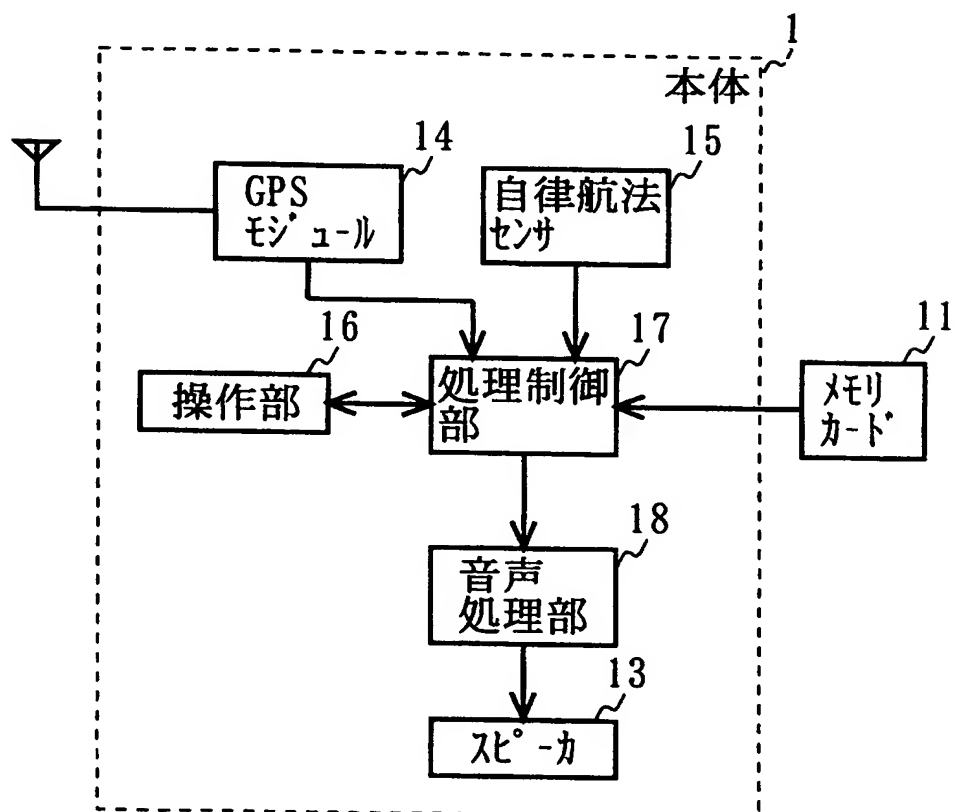 1
本体
14
15
GPS
モジュール
自律航法
センサ
16
17
11
操作部
処理制御
部
メモリ
カード
18
音声
処理部
13
スピーカ